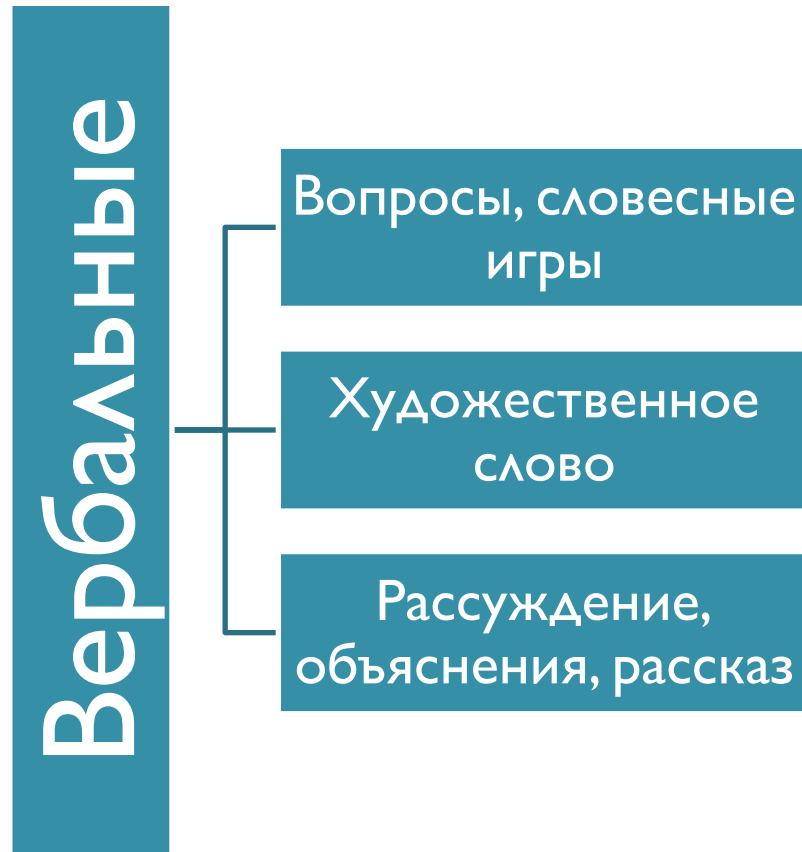 Вербальные
Вопросы, словесные
игры
Художественное
слово
Рассуждение,
объяснения, рассказ